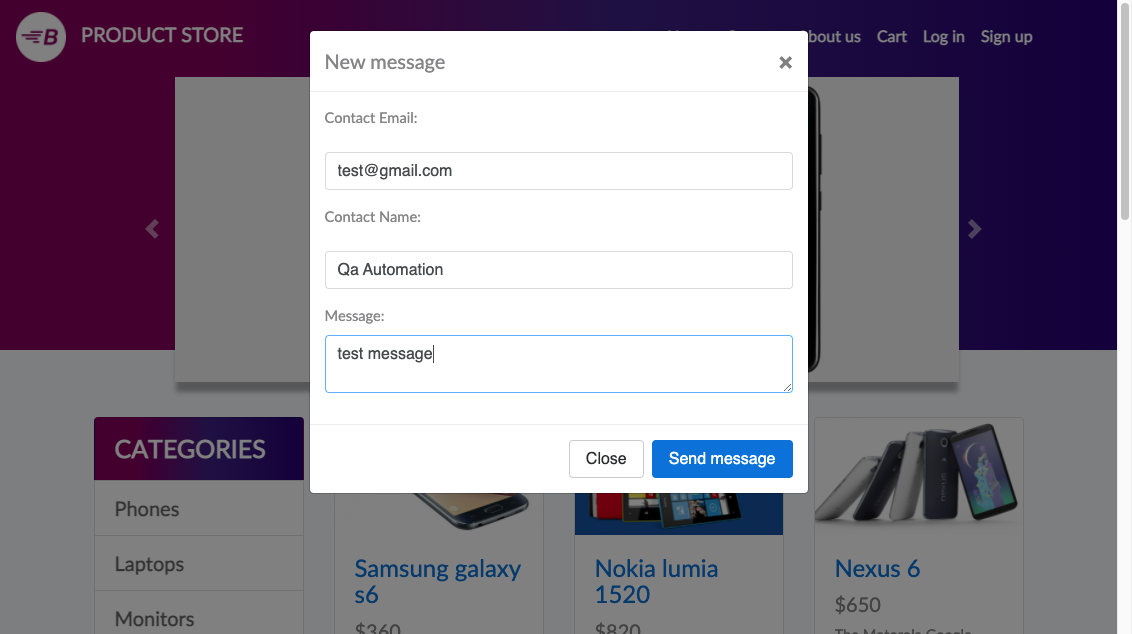 PRODUCT STORE
bout us
Cart
Log in
Sign up
New message
×
Contact Email:
test@gmail.com
Contact Name:
Qa Automation
Message:
test message
Close
Send message
CATEGORIES
Phones
Laptops
Monitors
Samsung galaxy
s6
$360
Nokia lumia
1520
$820
Nexus 6
$650
The Motorola Google